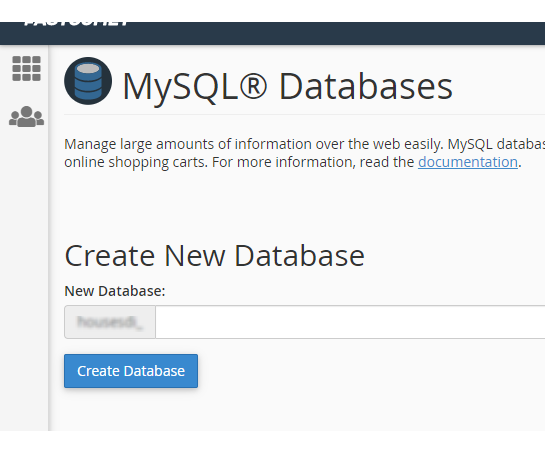 MySQL® Databases
Manage large amounts of information over the web easily. MySQL databas
online shopping carts. For more information, read the documentation.
Create New Database
New Database:
Create Database